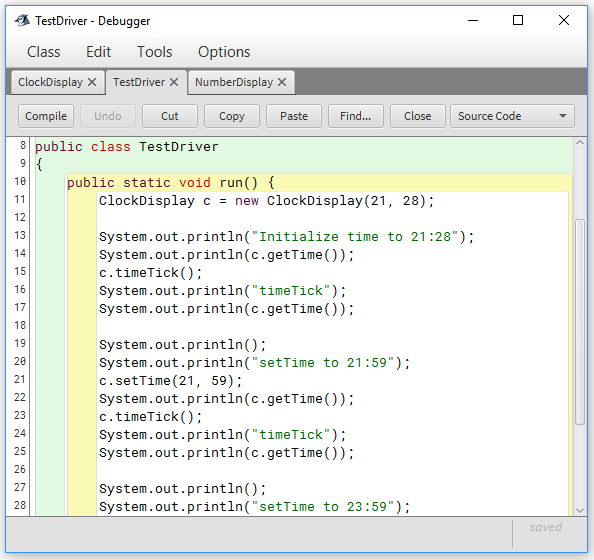 TestDriver - Debugger
Class Edit Tools Options
ClockDisplay TestDriver NumberDisplay
Compile Undo Cut Copy Paste Find... Close Source Code
8 public class TestDriver
9 {
10 public static void run() {
11 ClockDisplay c = new ClockDisplay(21, 28);
12
13 System.out.println("Initialize time to 21:28");
14 System.out.println(c.getTime());
15 c.timeTick();
16 System.out.println("timeTick");
17 System.out.println(c.getTime());
18
19 System.out.println();
20 System.out.println("setTime to 21:59");
21 c.setTime(21, 59);
22 System.out.println(c.getTime());
23 c.timeTick();
24 System.out.println("timeTick");
25 System.out.println(c.getTime());
26
27 System.out.println();
28 System.out.println("setTime to 23:59");
saved